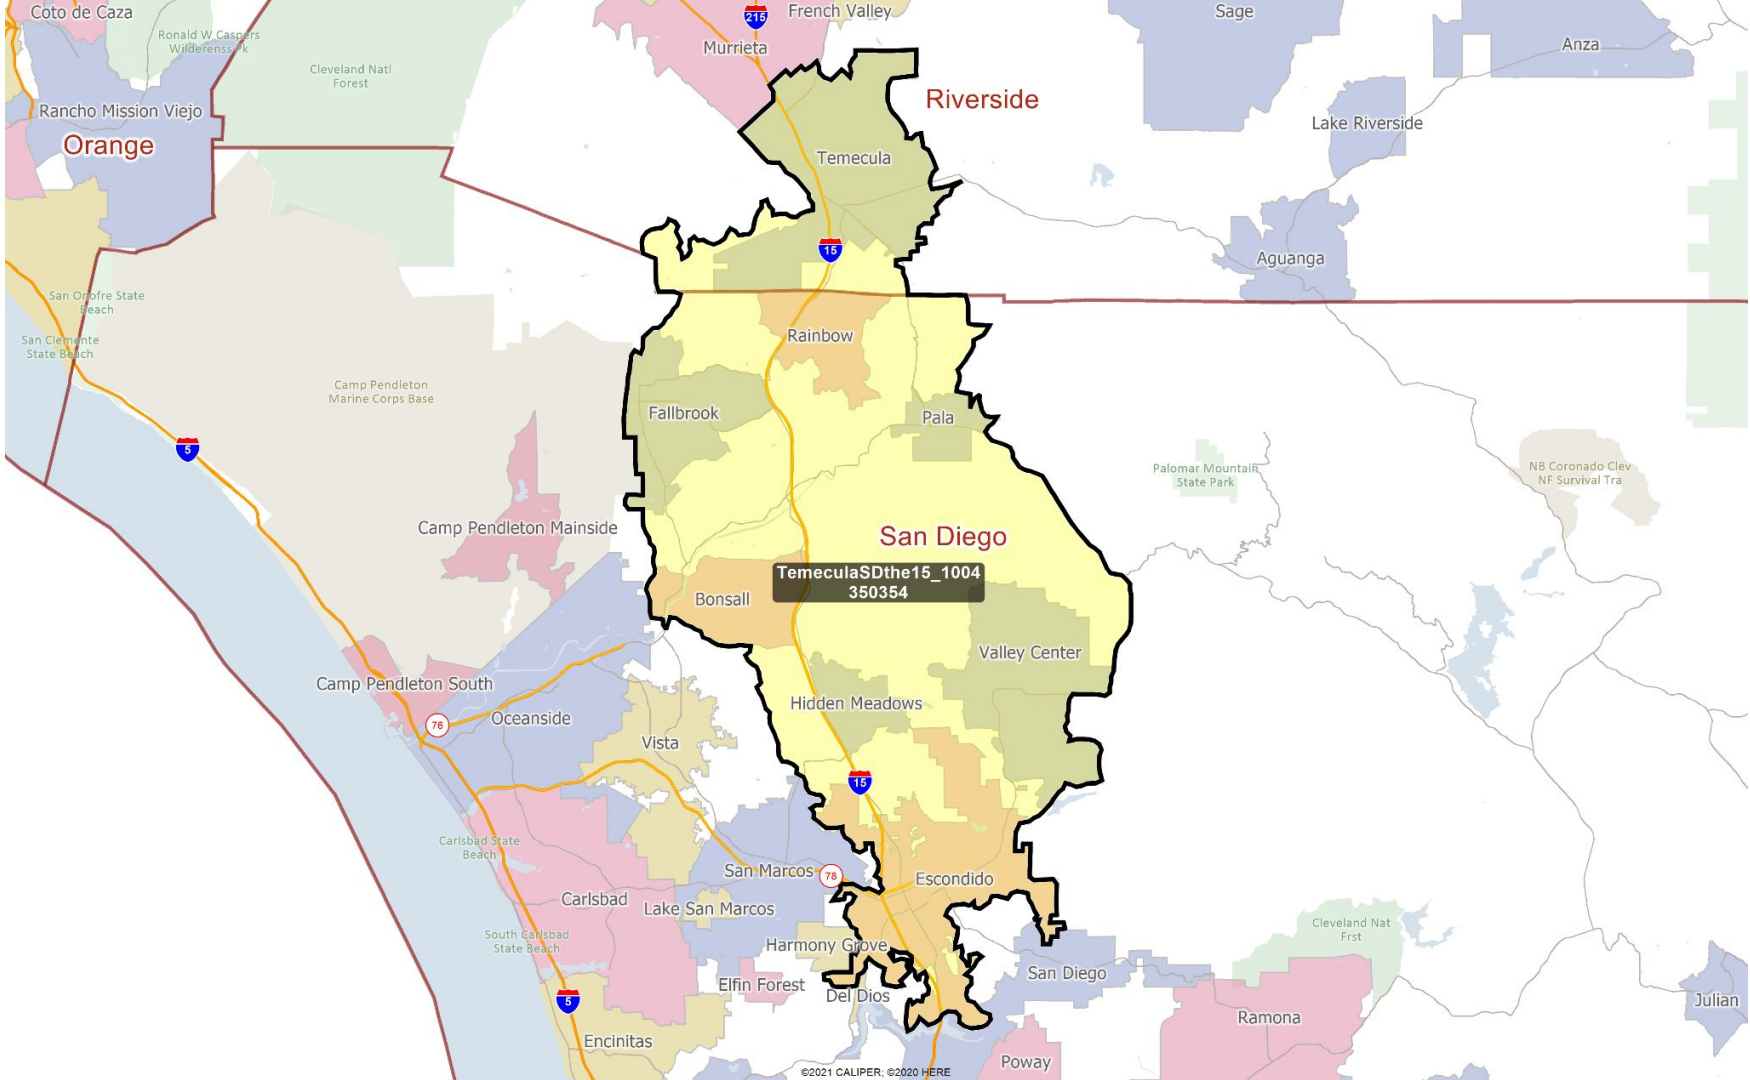 Coto de Caza
215
French Valley
Sage
Ronald W Caspers
Wilderenss Pk
Murrieta
Anza
Cleveland Natl
Forest
Riverside
Rancho Mission Viejo
Lake Riverside
Orange
Temecula
15
Aguanga
San Onofre State
Beach
Rainbow
San Clemente
State Beach
Camp Pendleton
Marine Corps Base
Fallbrook
Pala
5
Palomar Mountain
State Park
NB Coronado Clev
NF Survival Tra
Camp Pendleton Mainside
San Diego
TemeculaSDthe15_1004
350354
Bonsall
Valley Center
Camp Pendleton South
Hidden Meadows
Oceanside
76
Vista
15
Carlsbad State
Beach
San Marcos
78
Escondido
Carlsbad
Lake San Marcos
Cleveland Nat
Frst
South Carlsbad
State Beach
Harmony Grove
San Diego
Elfin Forest
Del Dios
5
Julian
Ramona
Encinitas
Poway
©2021 CALIPER; ©2020 HERE